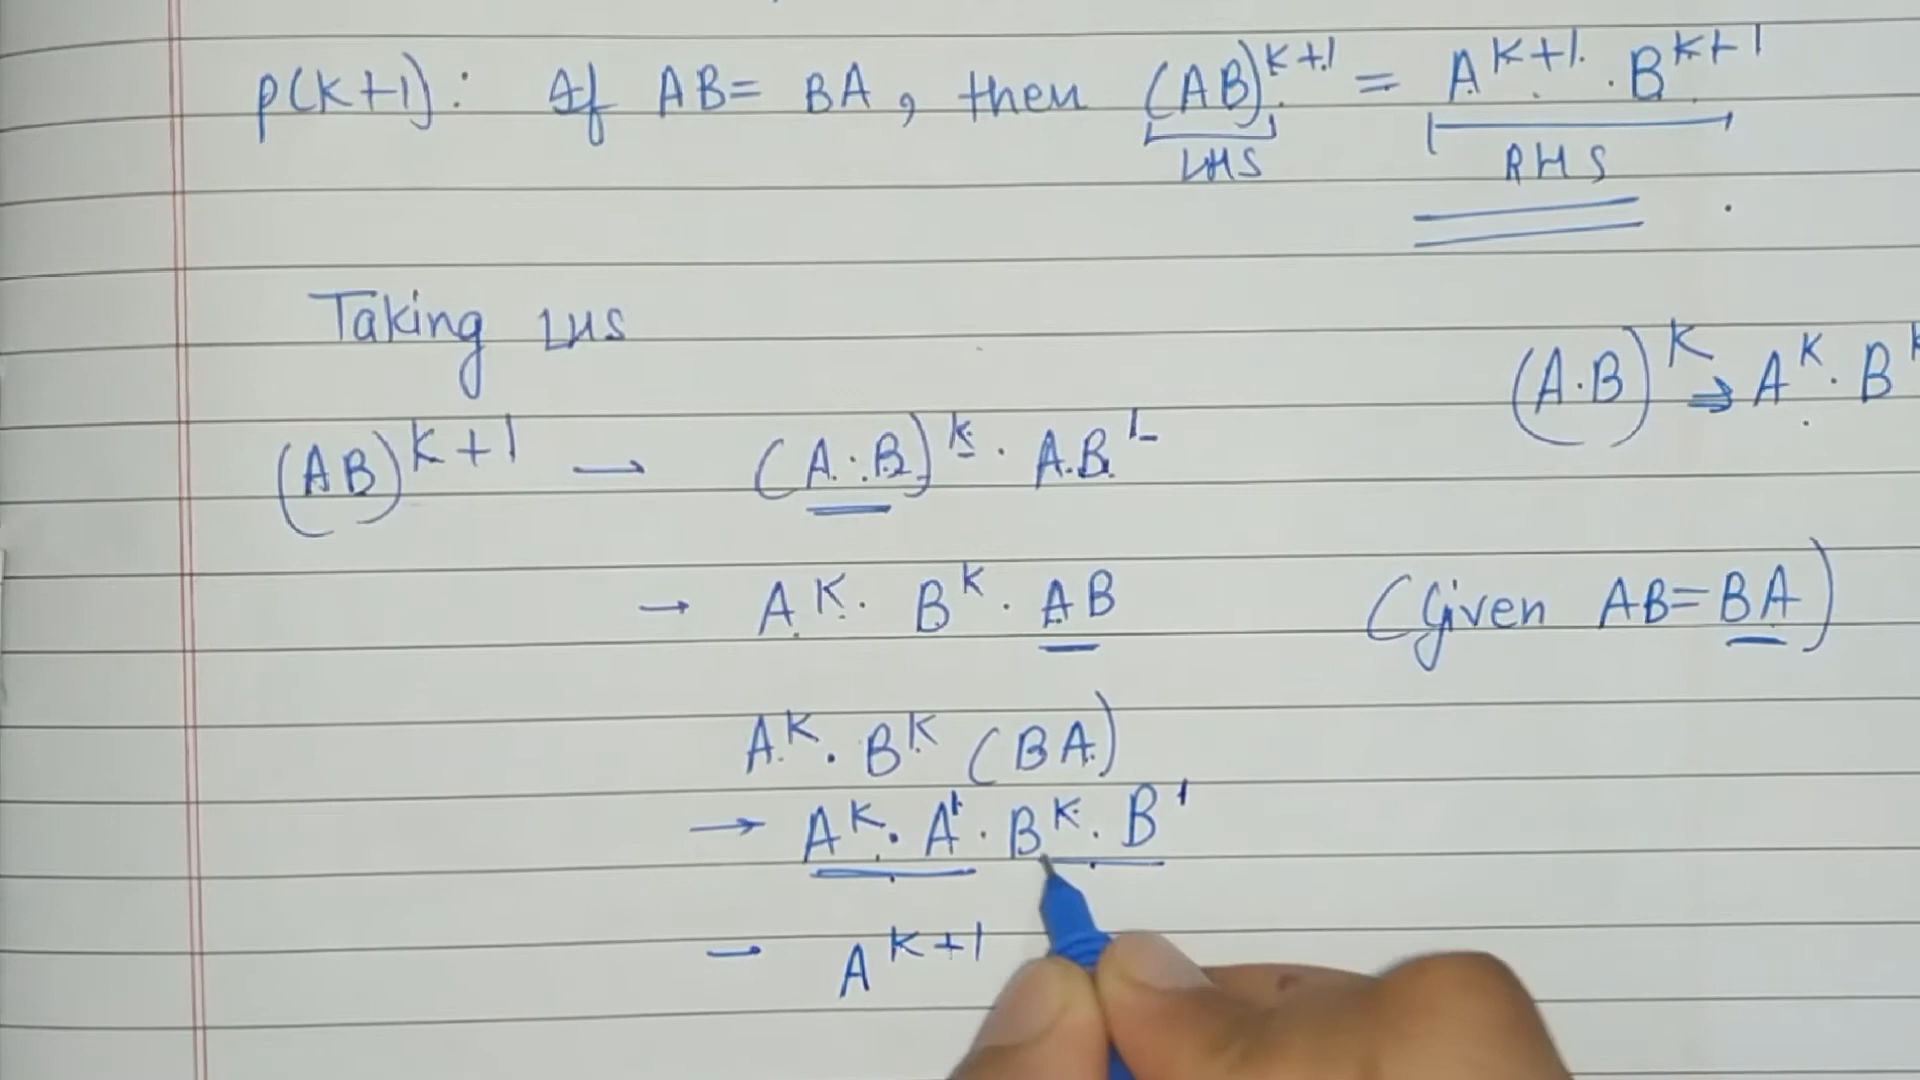 P(K+1): If AB = BA, then (AB)^K+1 = A^K+1 . B^K+1
LHS RHS
Taking LHS
(A.B)^K ⇒ A^K . B^K
(AB)^K+1 → (A.B)^K . A.B^1
→ A^K . B^K . AB (Given AB=BA)
A^K . B^K (BA)
→ A^K . A^1 . B^K . B^1
– A^K+1